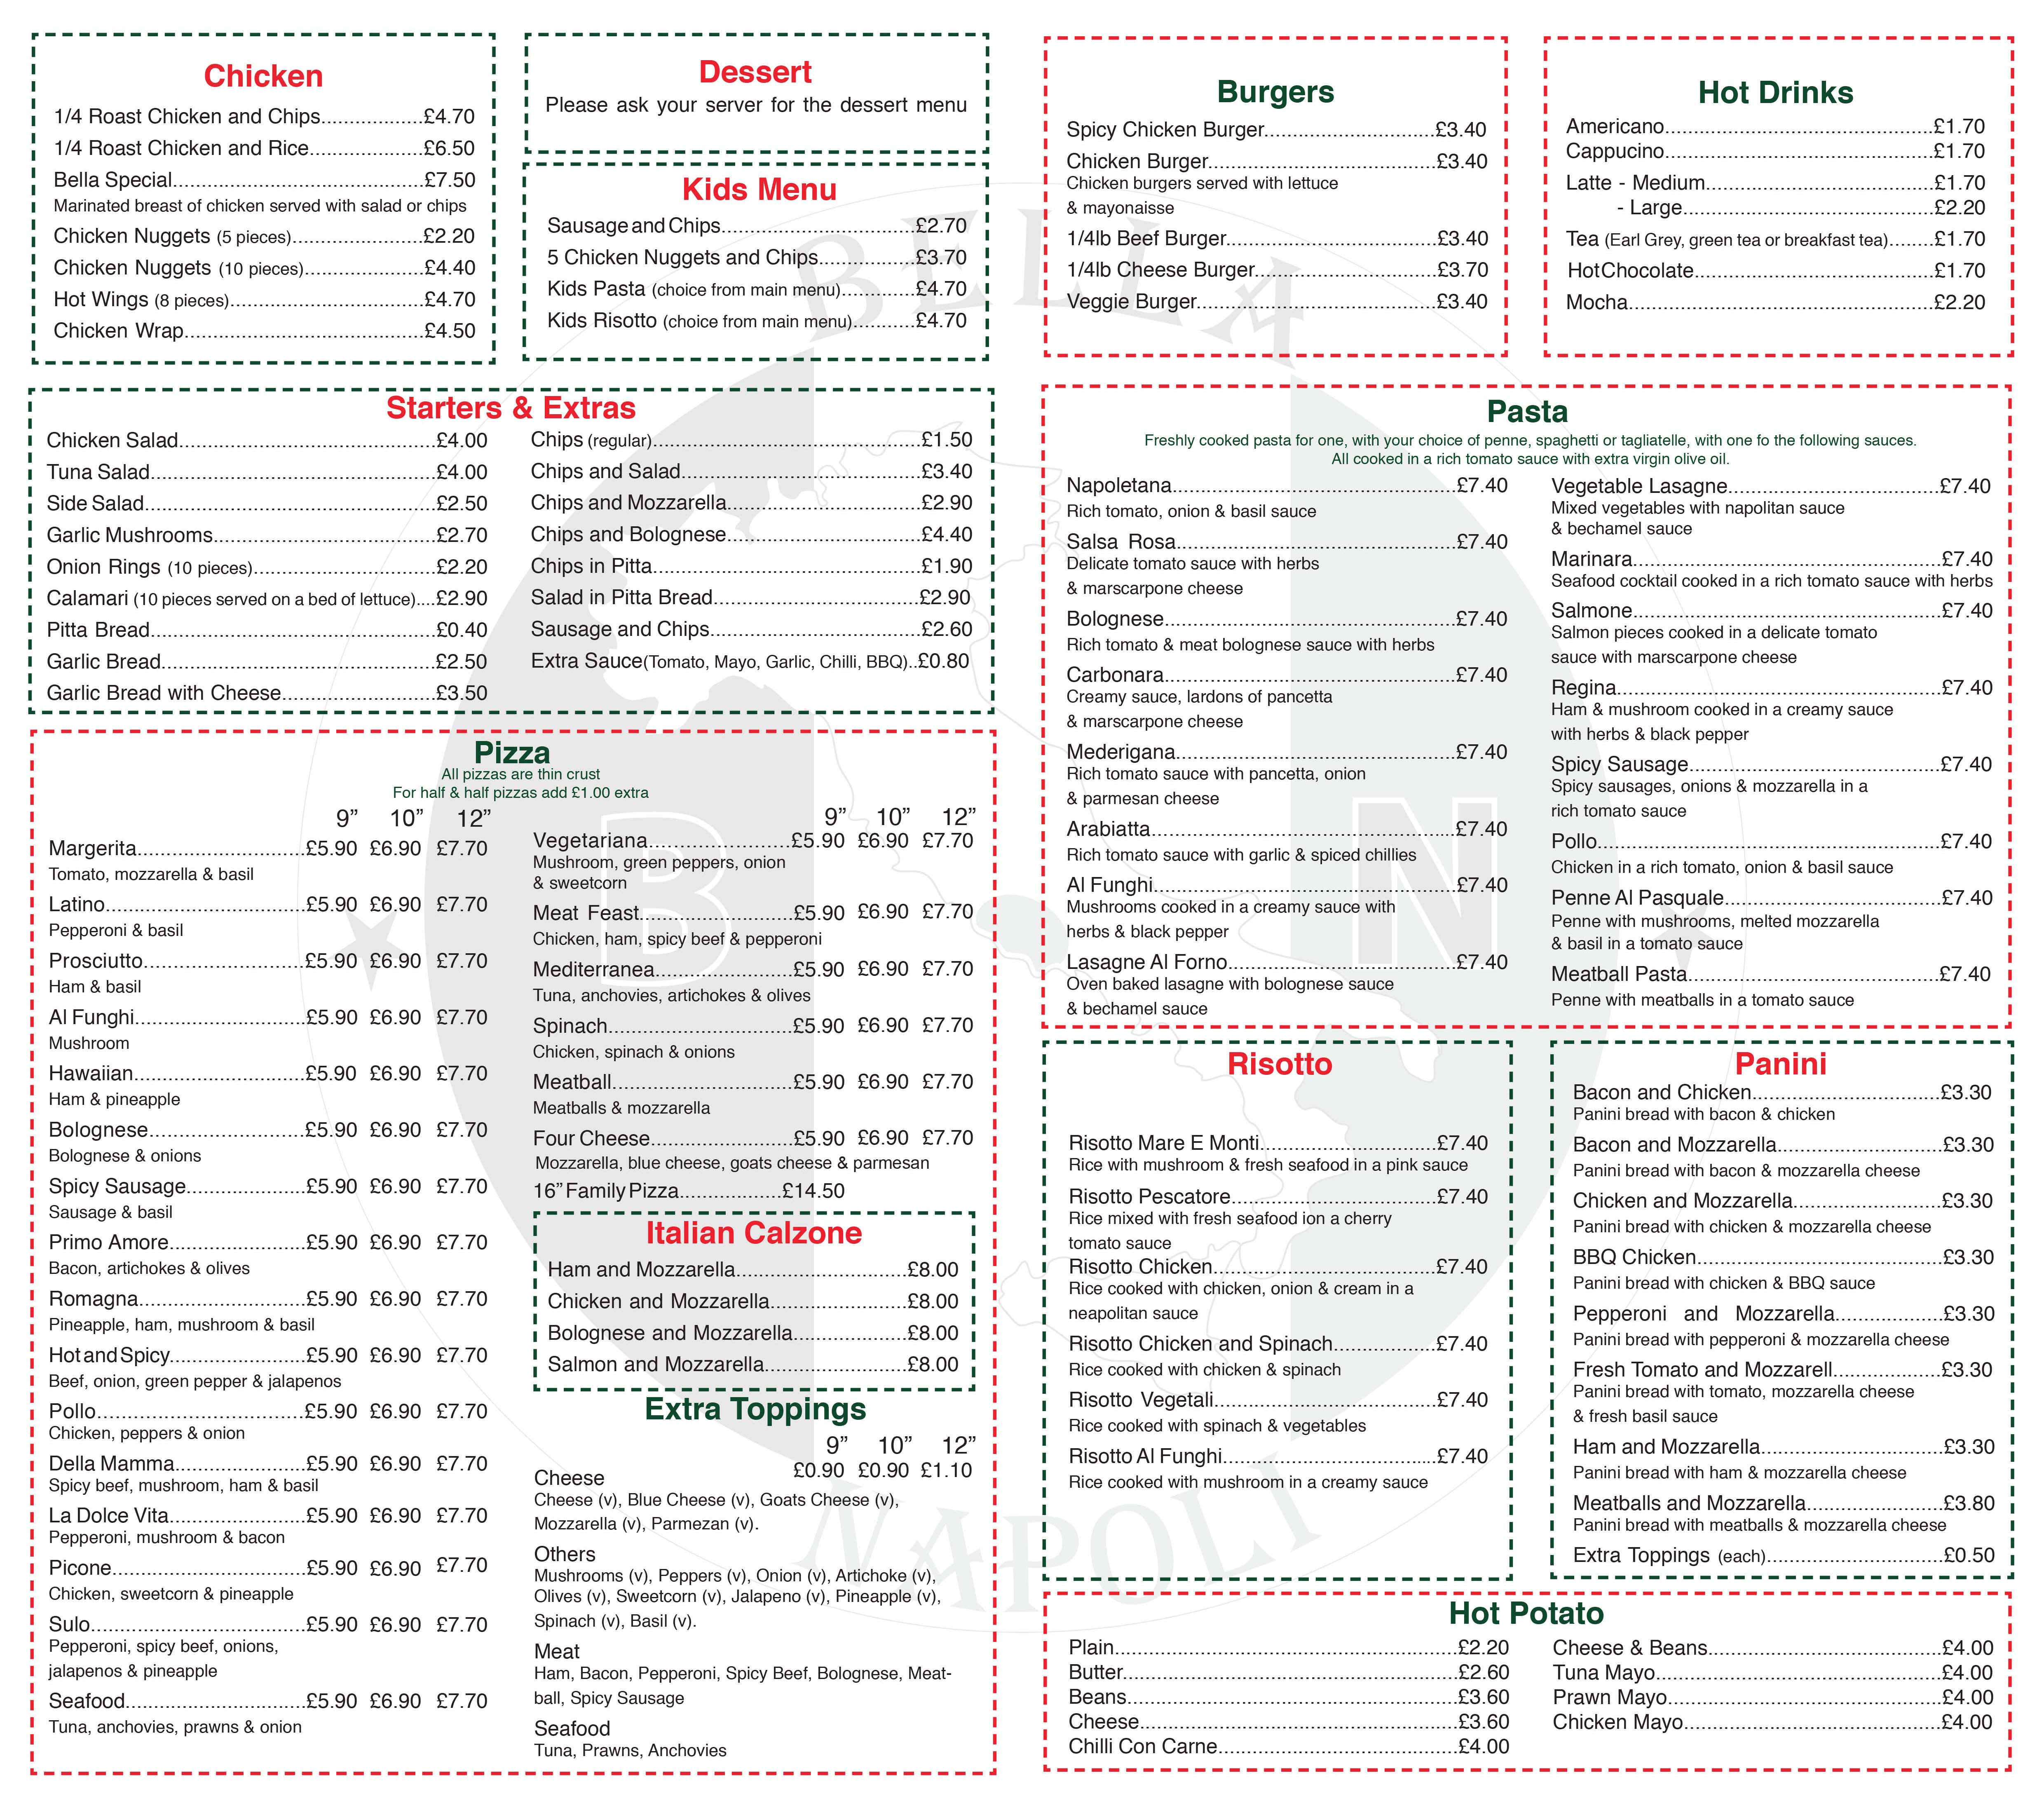 Chicken
1/4 Roast Chicken and Chips..................£4.70
1/4 Roast Chicken and Rice....................£6.50
Bella Special............................................£7.50
Marinated breast of chicken served with salad or chips
Chicken Nuggets (5 pieces).......................£2.20
Chicken Nuggets (10 pieces).....................£4.40
Hot Wings (8 pieces)..................................£4.70
Chicken Wrap..........................................£4.50
Dessert
Please ask your server for the dessert menu
Kids Menu
Sausage and Chips..................................£2.70
5 Chicken Nuggets and Chips.................£3.70
Kids Pasta (choice from main menu).............£4.70
Kids Risotto (choice from main menu)...........£4.70
Burgers
Spicy Chicken Burger..............................£3.40
Chicken Burger........................................£3.40
Chicken burgers served with lettuce
& mayonaisse
1/4lb Beef Burger.....................................£3.40
1/4lb Cheese Burger................................£3.70
Veggie Burger..........................................£3.40
Hot Drinks
Americano...............................................£1.70
Cappucino...............................................£1.70
Latte - Medium........................................£1.70
- Large............................................£2.20
Tea (Earl Grey, green tea or breakfast tea)........£1.70
HotChocolate..........................................£1.70
Mocha.....................................................£2.20
Starters & Extras
Chicken Salad.............................................£4.00
Tuna Salad..................................................£4.00
Side Salad...................................................£2.50
Garlic Mushrooms.......................................£2.70
Onion Rings (10 pieces)................................£2.20
Calamari (10 pieces served on a bed of lettuce)....£2.90
Pitta Bread..................................................£0.40
Garlic Bread................................................£2.50
Garlic Bread with Cheese...........................£3.50
Chips (regular)...............................................£1.50
Chips and Salad..........................................£3.40
Chips and Mozzarella..................................£2.90
Chips and Bolognese..................................£4.40
Chips in Pitta...............................................£1.90
Salad in Pitta Bread....................................£2.90
Sausage and Chips.....................................£2.60
Extra Sauce(Tomato, Mayo, Garlic, Chilli, BBQ)..£0.80
Pizza
All pizzas are thin crust
For half & half pizzas add £1.00 extra
9” 10” 12”
Margerita..............................£5.90 £6.90 £7.70
Tomato, mozzarella & basil
Latino...................................£5.90 £6.90 £7.70
Pepperoni & basil
Prosciutto............................£5.90 £6.90 £7.70
Ham & basil
Al Funghi..............................£5.90 £6.90 £7.70
Mushroom
Hawaiian..............................£5.90 £6.90 £7.70
Ham & pineapple
Bolognese............................£5.90 £6.90 £7.70
Bolognese & onions
Spicy Sausage.....................£5.90 £6.90 £7.70
Sausage & basil
Primo Amore........................£5.90 £6.90 £7.70
Bacon, artichokes & olives
Romagna.............................£5.90 £6.90 £7.70
Pineapple, ham, mushroom & basil
Hot and Spicy........................£5.90 £6.90 £7.70
Beef, onion, green pepper & jalapenos
Pollo.....................................£5.90 £6.90 £7.70
Chicken, peppers & onion
Della Mamma.......................£5.90 £6.90 £7.70
Spicy beef, mushroom, ham & basil
La Dolce Vita........................£5.90 £6.90 £7.70
Pepperoni, mushroom & bacon
Picone..................................£5.90 £6.90 £7.70
Chicken, sweetcorn & pineapple
Sulo......................................£5.90 £6.90 £7.70
Pepperoni, spicy beef, onions,
jalapenos & pineapple
Seafood................................£5.90 £6.90 £7.70
Tuna, anchovies, prawns & onion
9” 10” 12”
Vegetariana.........................£5.90 £6.90 £7.70
Mushroom, green peppers, onion
& sweetcorn
Meat Feast...........................£5.90 £6.90 £7.70
Chicken, ham, spicy beef & pepperoni
Mediterranea........................£5.90 £6.90 £7.70
Tuna, anchovies, artichokes & olives
Spinach................................£5.90 £6.90 £7.70
Chicken, spinach & onions
Meatball................................£5.90 £6.90 £7.70
Meatballs & mozzarella
Four Cheese.........................£5.90 £6.90 £7.70
Mozzarella, blue cheese, goats cheese & parmesan
16” Family Pizza..................£14.50
Italian Calzone
Ham and Mozzarella..............................£8.00
Chicken and Mozzarella........................£8.00
Bolognese and Mozzarella....................£8.00
Salmon and Mozzarella.........................£8.00
Extra Toppings
9” 10” 12”
Cheese £0.90 £0.90 £1.10
Cheese (v), Blue Cheese (v), Goats Cheese (v),
Mozzarella (v), Parmezan (v).
Others
Mushrooms (v), Peppers (v), Onion (v), Artichoke (v),
Olives (v), Sweetcorn (v), Jalapeno (v), Pineapple (v),
Spinach (v), Basil (v).
Meat
Ham, Bacon, Pepperoni, Spicy Beef, Bolognese, Meat-
ball, Spicy Sausage
Seafood
Tuna, Prawns, Anchovies
Pasta
Freshly cooked pasta for one, with your choice of penne, spaghetti or tagliatelle, with one fo the following sauces.
All cooked in a rich tomato sauce with extra virgin olive oil.
Napoletana..................................................£7.40
Rich tomato, onion & basil sauce
Salsa Rosa.................................................£7.40
Delicate tomato sauce with herbs
& marscarpone cheese
Bolognese...................................................£7.40
Rich tomato & meat bolognese sauce with herbs
Carbonara...................................................£7.40
Creamy sauce, lardons of pancetta
& marscarpone cheese
Mederigana.................................................£7.40
Rich tomato sauce with pancetta, onion
& parmesan cheese
Arabiatta.....................................................£7.40
Rich tomato sauce with garlic & spiced chillies
Al Funghi.....................................................£7.40
Mushrooms cooked in a creamy sauce with
herbs & black pepper
Lasagne Al Forno........................................£7.40
Oven baked lasagne with bolognese sauce
& bechamel sauce
Vegetable Lasagne.....................................£7.40
Mixed vegetables with napolitan sauce
& bechamel sauce
Marinara......................................................£7.40
Seafood cocktail cooked in a rich tomato sauce with herbs
Salmone......................................................£7.40
Salmon pieces cooked in a delicate tomato
sauce with marscarpone cheese
Regina.........................................................£7.40
Ham & mushroom cooked in a creamy sauce
with herbs & black pepper
Spicy Sausage............................................£7.40
Spicy sausages, onions & mozzarella in a
rich tomato sauce
Pollo............................................................£7.40
Chicken in a rich tomato, onion & basil sauce
Penne Al Pasquale......................................£7.40
Penne with mushrooms, melted mozzarella
& basil in a tomato sauce
Meatball Pasta............................................£7.40
Penne with meatballs in a tomato sauce
Risotto
Risotto Mare E Monti...............................£7.40
Rice with mushroom & fresh seafood in a pink sauce
Risotto Pescatore....................................£7.40
Rice mixed with fresh seafood ion a cherry
tomato sauce
Risotto Chicken.......................................£7.40
Rice cooked with chicken, onion & cream in a
neapolitan sauce
Risotto Chicken and Spinach..................£7.40
Rice cooked with chicken & spinach
Risotto Vegetali.......................................£7.40
Rice cooked with spinach & vegetables
Risotto Al Funghi.....................................£7.40
Rice cooked with mushroom in a creamy sauce
Panini
Bacon and Chicken.................................£3.30
Panini bread with bacon & chicken
Bacon and Mozzarella.............................£3.30
Panini bread with bacon & mozzarella cheese
Chicken and Mozzarella..........................£3.30
Panini bread with chicken & mozzarella cheese
BBQ Chicken...........................................£3.30
Panini bread with chicken & BBQ sauce
Pepperoni and Mozzarella...................£3.30
Panini bread with pepperoni & mozzarella cheese
Fresh Tomato and Mozzarell...................£3.30
Panini bread with tomato, mozzarella cheese
& fresh basil sauce
Ham and Mozzarella................................£3.30
Panini bread with ham & mozzarella cheese
Meatballs and Mozzarella........................£3.80
Panini bread with meatballs & mozzarella cheese
Extra Toppings (each)...............................£0.50
Hot Potato
Plain............................................................£2.20
Butter...........................................................£2.60
Beans..........................................................£3.60
Cheese........................................................£3.60
Chilli Con Carne..........................................£4.00
Cheese & Beans.........................................£4.00
Tuna Mayo..................................................£4.00
Prawn Mayo................................................£4.00
Chicken Mayo.............................................£4.00
BELLA
B N
NAPOLI